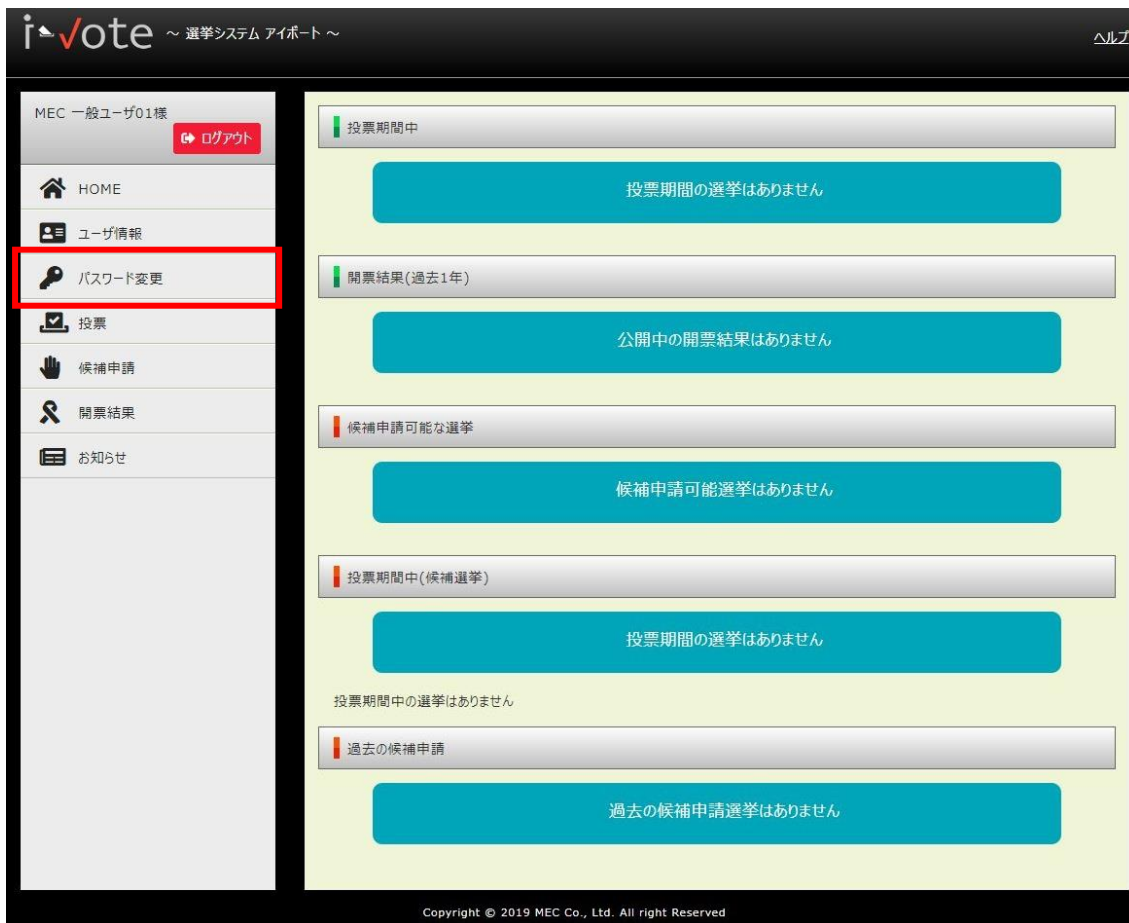 i✓ote ～ 選挙システム アイボート ～
ヘルプ
MEC 一般ユーザ01様
ログアウト
HOME
ユーザ情報
パスワード変更
投票
候補申請
開票結果
お知らせ
投票期間中
投票期間の選挙はありません
開票結果(過去1年)
公開中の開票結果はありません
候補申請可能な選挙
候補申請可能選挙はありません
投票期間中(候補選挙)
投票期間の選挙はありません
投票期間中の選挙はありません
過去の候補申請
過去の候補申請選挙はありません
Copyright © 2019 MEC Co., Ltd. All right Reserved